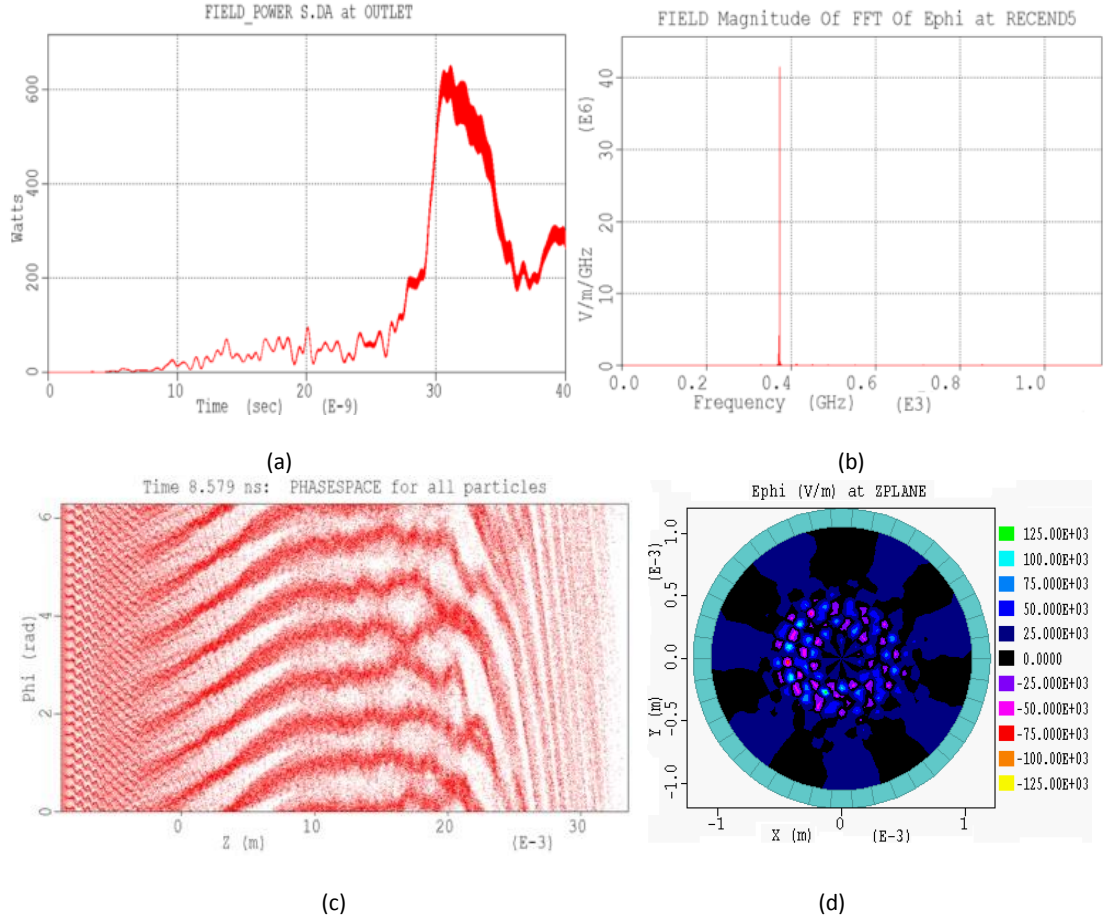 FIELD_POWER S.DA at OUTLET
600
400
200
0
Watts
0 10 20 30 40
Time (sec) (E-9)
(a)
FIELD Magnitude Of FFT Of Ephi at RECEND5
40
30
20
10
0
V/m/GHz (E6)
0.0 0.2 0.4 0.6 0.8 1.0
Frequency (GHz) (E3)
(b)
Time 8.579 ns: PHASESPACE for all particles
6
4
2
0
Phi (rad)
0 10 20 30
Z (m) (E-3)
(c)
Ephi (V/m) at ZPLANE
1.0
0.5
0.0
-0.5
-1.0
Y (m) (E-3)
-1 0 1
X (m) (E-3)
125.00E+03
100.00E+03
75.000E+03
50.000E+03
25.000E+03
0.0000
-25.000E+03
-50.000E+03
-75.000E+03
-100.00E+03
-125.00E+03
(d)